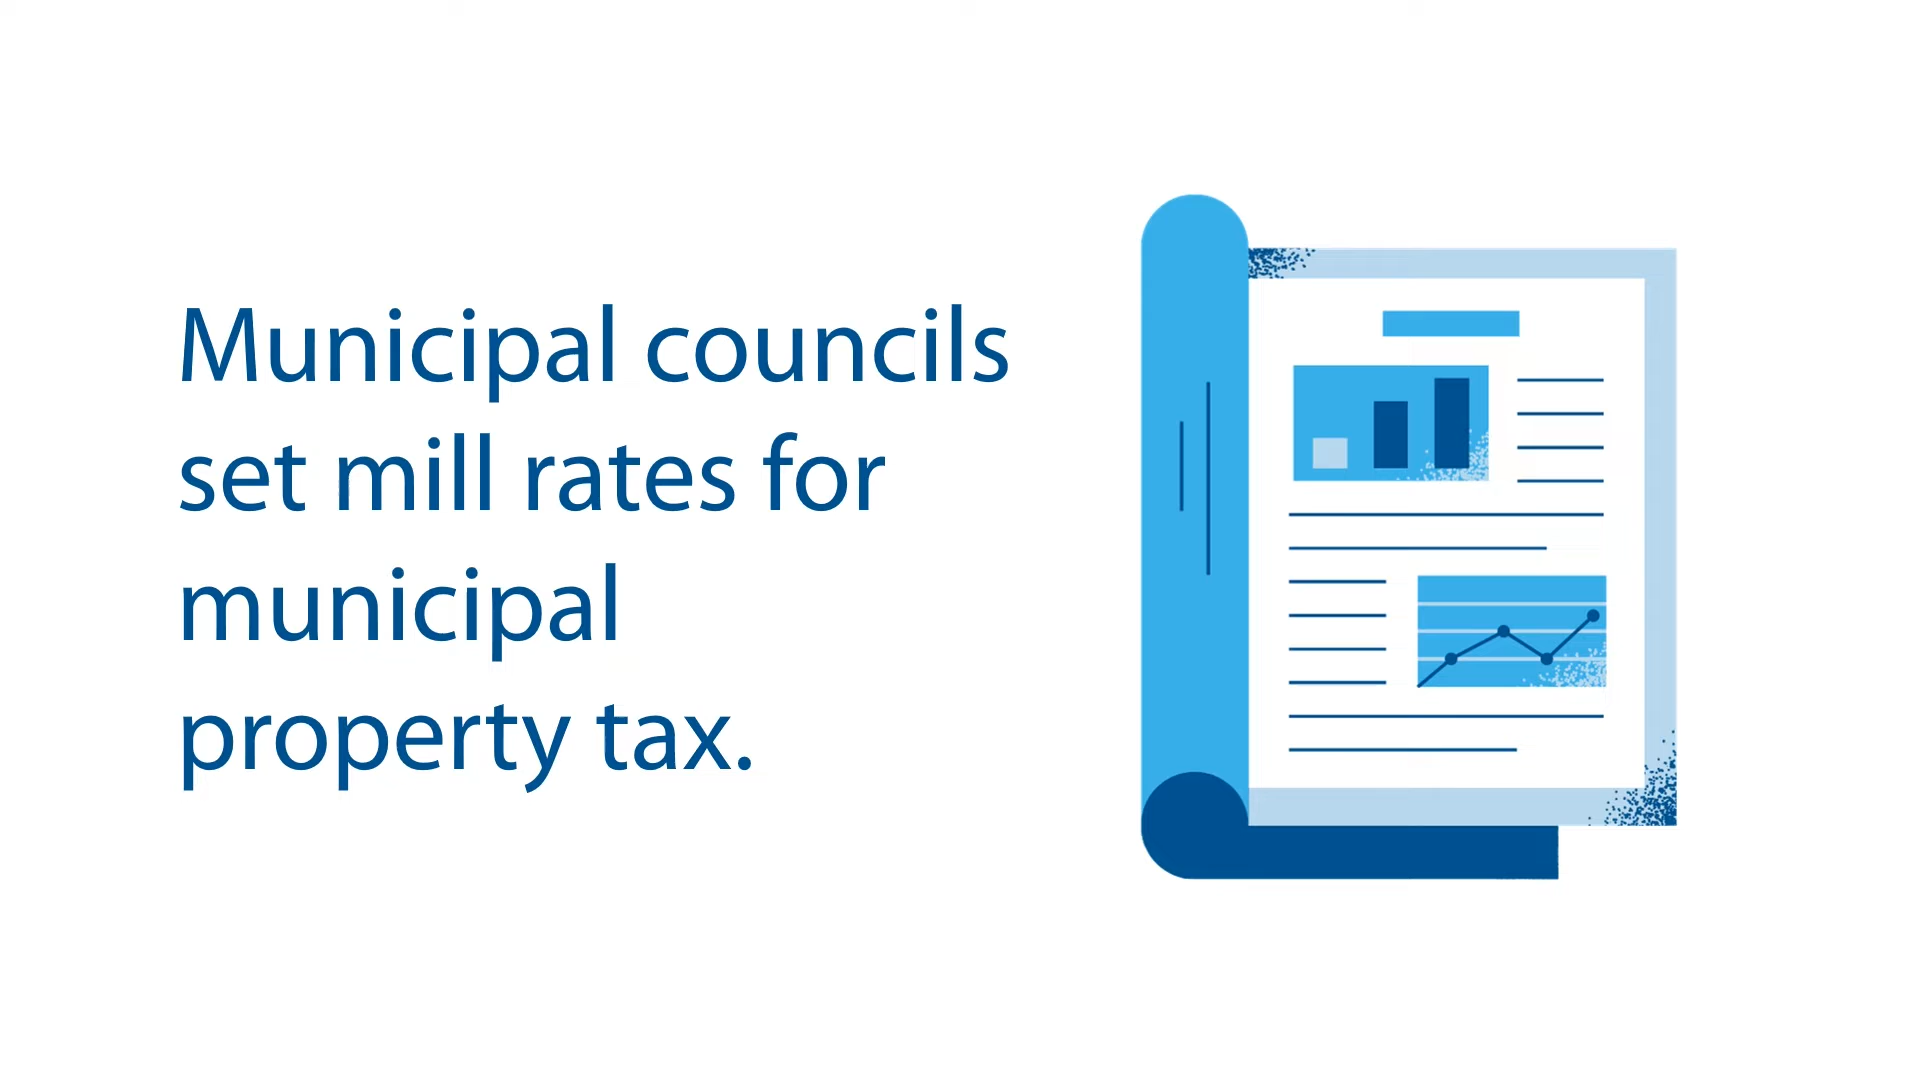 Municipal councils
set mill rates for
municipal
property tax.